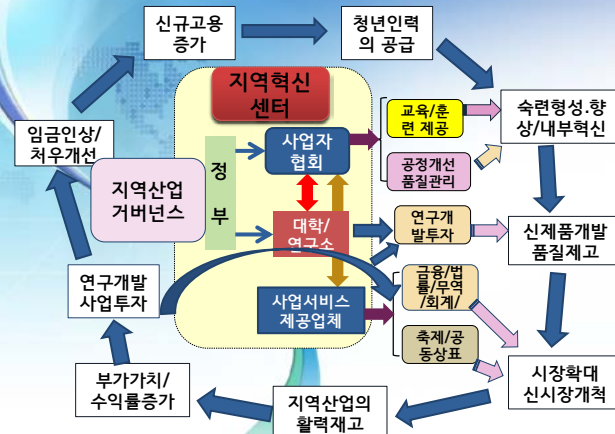 신규고용
증가
청년인력
의 공급
지역혁신
센터
교육/훈
련 제공
숙련형성.향
상/내부혁신
임금인상/
처우개선
사업자
협회
공정개선
품질관리
정
부
지역산업
거버넌스
대학/
연구소
연구개
발투자
신제품개발
품질제고
연구개발
사업투자
금융/법
률/무역
/회계/
사업서비스
제공업체
축제/공
동상표
부가가치/
수익률증가
지역산업의
활력재고
시장확대
신시장개척